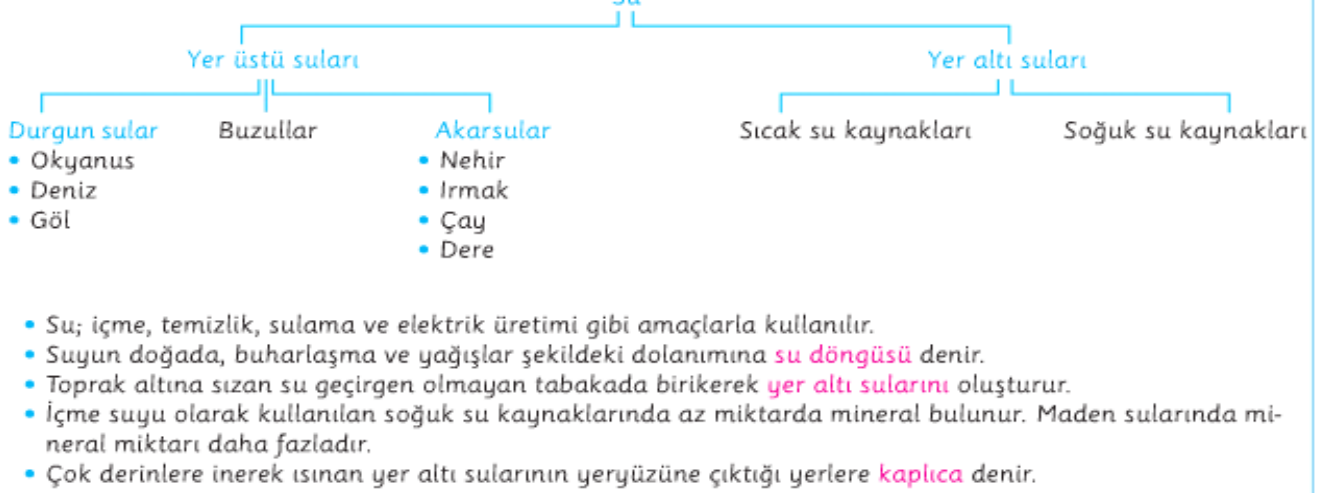 Su
Yer üstü suları Yer altı suları
Durgun sular Buzullar Akarsular Sıcak su kaynakları Soğuk su kaynakları
• Okyanus • Nehir
• Deniz • Irmak
• Göl • Çay
• Dere
• Su; içme, temizlik, sulama ve elektrik üretimi gibi amaçlarla kullanılır.
• Suyun doğada, buharlaşma ve yağışlar şekildeki dolanımına su döngüsü denir.
• Toprak altına sızan su geçirgen olmayan tabakada birikerek yer altı sularını oluşturur.
• İçme suyu olarak kullanılan soğuk su kaynaklarında az miktarda mineral bulunur. Maden sularında mi-
neral miktarı daha fazladır.
• Çok derinlere inerek ısınan yer altı sularının yeryüzüne çıktığı yerlere kaplıca denir.